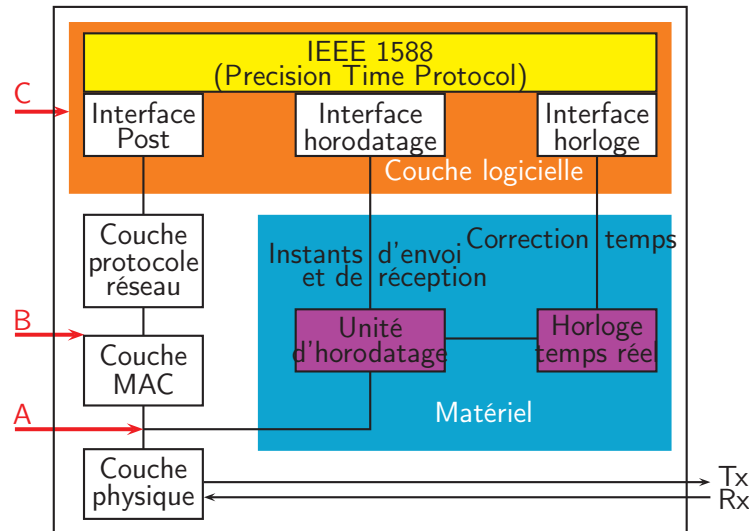 IEEE 1588
(Precision Time Protocol)
C
Interface
Post
Interface
horodatage
Interface
horloge
Couche logicielle
Couche
protocole
réseau
Instants d'envoi
et de réception
Correction temps
B
Couche
MAC
Unité
d'horodatage
Horloge
temps réel
A
Matériel
Couche
physique
Tx
Rx